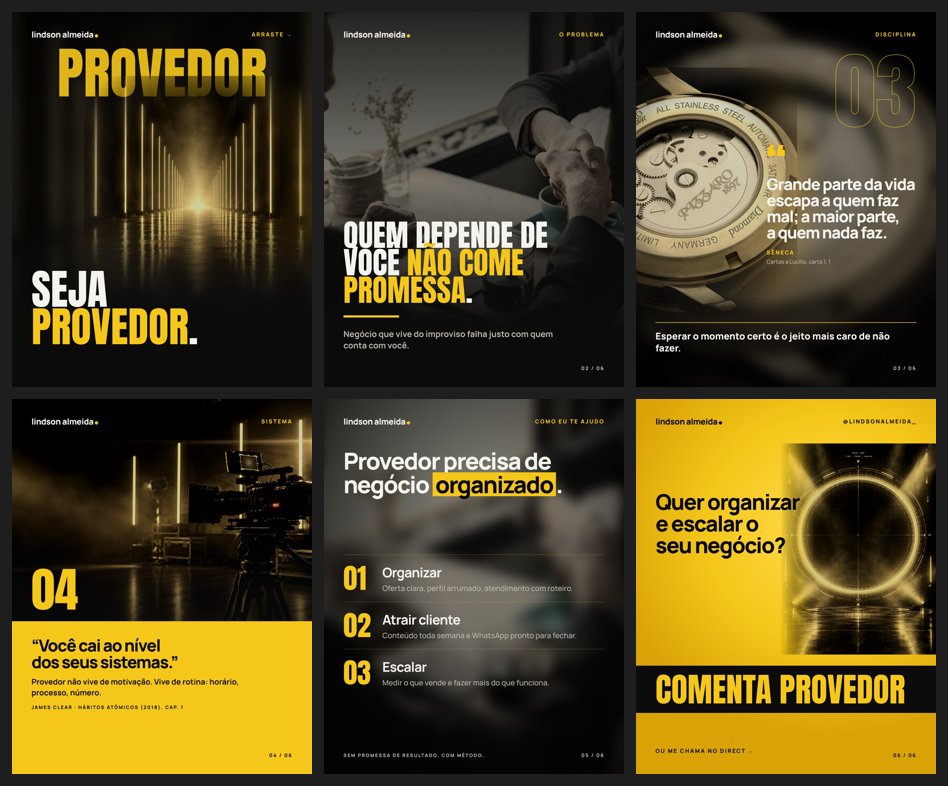 lindson almeida.
ARRASTE →
PROVEDOR
SEJA
PROVEDOR.
lindson almeida.
O PROBLEMA
QUEM DEPENDE DE
VOCÊ NÃO COME
PROMESSA.
Negócio que vive do improviso falha justo com quem
conta com você.
02 / 06
lindson almeida.
DISCIPLINA
03
ALL STAINLESS STEEL AUTOMA
Diamond
GERMANY
LIMIT
1897
“
Grande parte da vida
escapa a quem faz
mal; a maior parte,
a quem nada faz.
SÊNECA
Cartas a Lucílio, carta 1, 1
Esperar o momento certo é o jeito mais caro de não
fazer.
03 / 06
lindson almeida.
SISTEMA
04
“Você cai ao nível
dos seus sistemas.”
Provedor não vive de motivação. Vive de rotina: horário,
processo, número.
JAMES CLEAR · HÁBITOS ATÔMICOS (2018), CAP. 1
04 / 06
lindson almeida.
COMO EU TE AJUDO
Provedor precisa de
negócio organizado.
01 Organizar
Oferta clara, perfil arrumado, atendimento com roteiro.
02 Atrair cliente
Conteúdo toda semana e WhatsApp pronto para fechar.
03 Escalar
Medir o que vende e fazer mais do que funciona.
SEM PROMESSA DE RESULTADO. COM MÉTODO.
05 / 06
lindson almeida.
@LINDSONALMEIDA_
Quer organizar
e escalar o
seu negócio?
COMENTA PROVEDOR
OU ME CHAMA NO DIRECT →
06 / 06